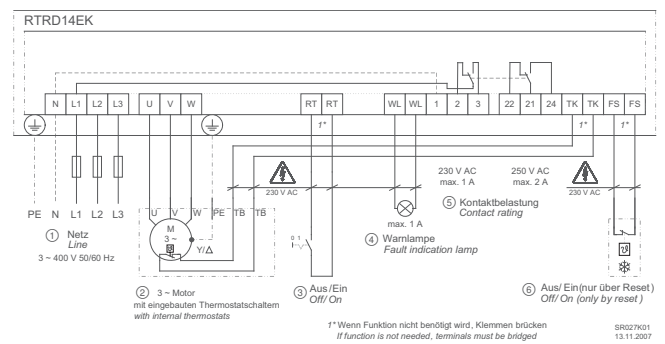 RTRD14EK
N L1 L2 L3 U V W RT RT WL WL 1 2 3 22 21 24 TK TK FS FS
1* 1* 1*
230 V AC
max. 1 A
250 V AC
max. 2 A
230 V AC
230 V AC
PE N L1 L2 L3
U V W PE TB TB
M
3 ~
Y/Δ
max. 1 A
0 1
1 Netz
Line
3 ~ 400 V 50/60 Hz
2 3 ~ Motor
mit eingebauten Thermostatschaltern
with internal thermostats
3 Aus/Ein
Off/ On
4 Warnlampe
Fault indication lamp
5 Kontaktbelastung
Contact rating
6 Aus/ Ein(nur über Reset)
Off/ On (only by reset )
1* Wenn Funktion nicht benötigt wird, Klemmen brücken
If function is not needed, terminals must be bridged
SR027K01
13.11.2007